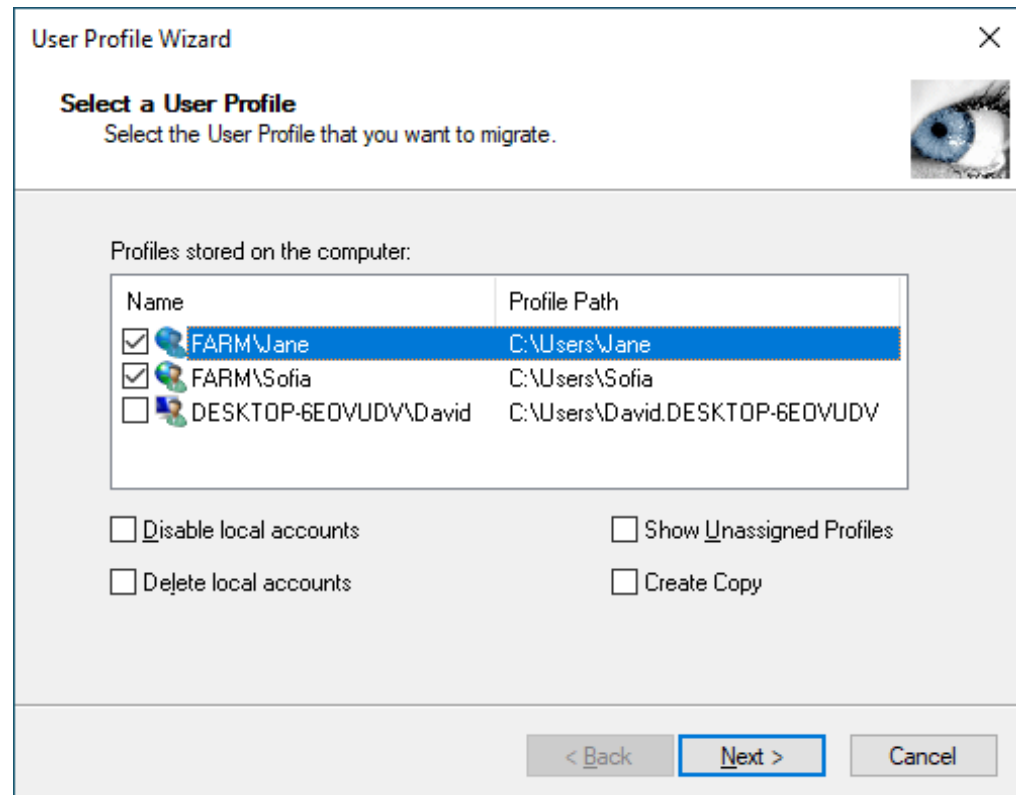 User Profile Wizard
Select a User Profile
Select the User Profile that you want to migrate.
Profiles stored on the computer:
Name Profile Path
FARM\Jane C:\Users\Jane
FARM\Sofia C:\Users\Sofia
DESKTOP-6EOVUDV\David C:\Users\David.DESKTOP-6EOVUDV
Disable local accounts Show Unassigned Profiles
Delete local accounts Create Copy
< Back Next > Cancel